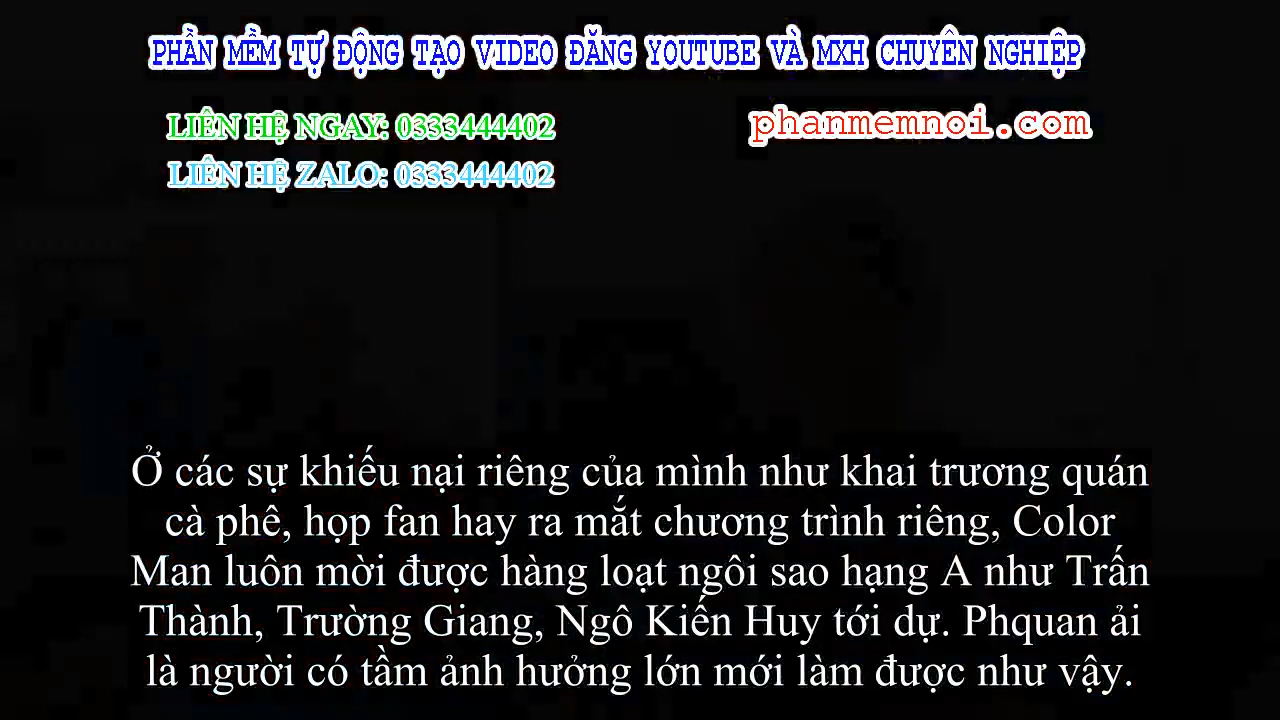 PHẦN MỀM TỰ ĐỘNG TẠO VIDEO ĐĂNG YOUTUBE VÀ MXH CHUYÊN NGHIỆP
LIÊN HỆ NGAY: 0333444402
phanmemnoi.com
LIÊN HỆ ZALO: 0333444402
Ở các sự khiếu nại riêng của mình như khai trương quán
cà phê, họp fan hay ra mắt chương trình riêng, Color
Man luôn mời được hàng loạt ngôi sao hạng A như Trấn
Thành, Trường Giang, Ngô Kiến Huy tới dự. Phquan ải
là người có tầm ảnh hưởng lớn mới làm được như vậy.